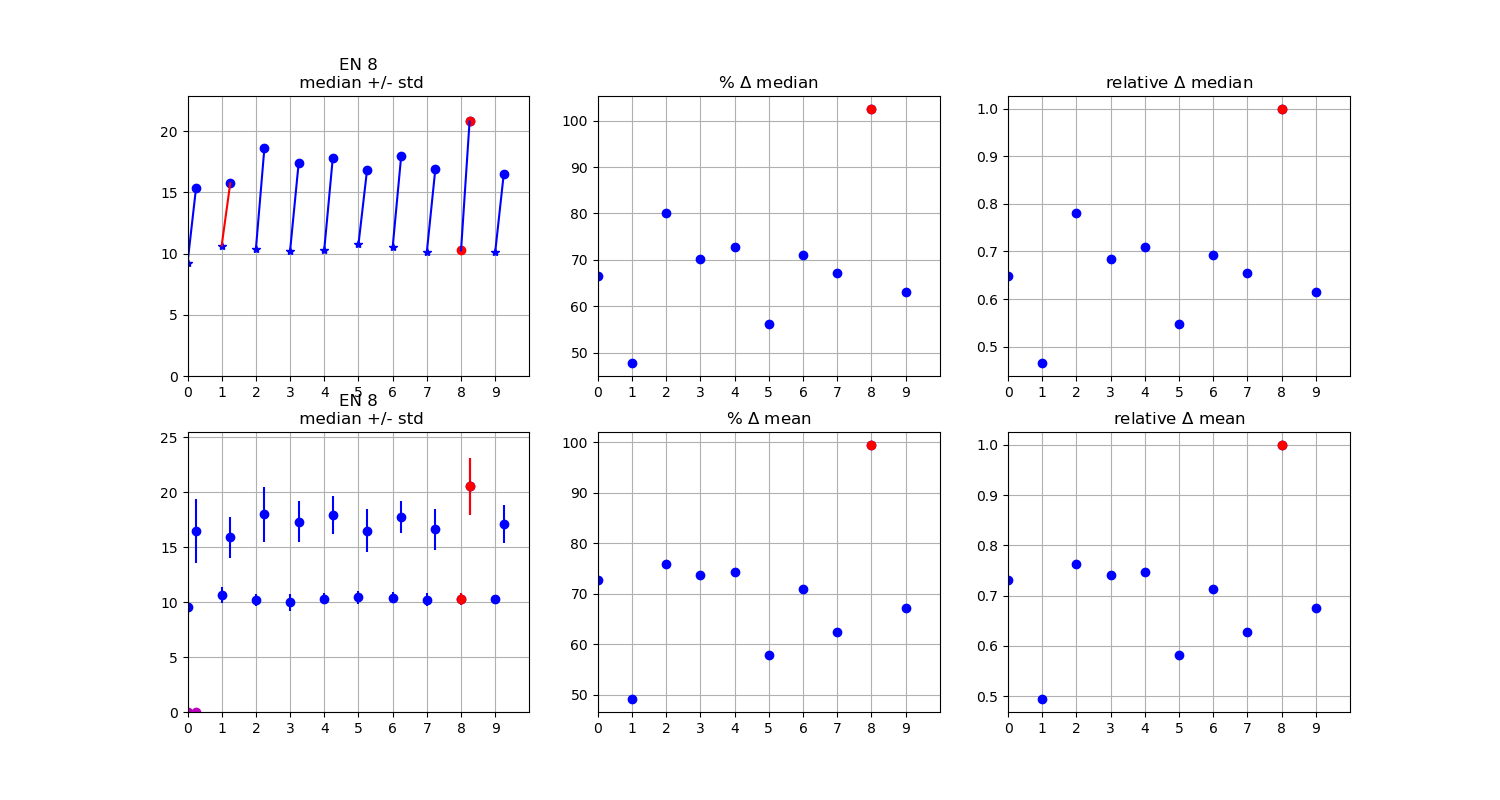 EN 8
median +/- std
% Δ median
relative Δ median
20
15
10
5
0
0 1 2 3 4 5 6 7 8 9
100
90
80
70
60
50
0 1 2 3 4 5 6 7 8 9
1.0
0.9
0.8
0.7
0.6
0.5
0 1 2 3 4 5 6 7 8 9
EN 8
median +/- std
% Δ mean
relative Δ mean
25
20
15
10
5
0
0 1 2 3 4 5 6 7 8 9
100
90
80
70
60
50
0 1 2 3 4 5 6 7 8 9
1.0
0.9
0.8
0.7
0.6
0.5
0 1 2 3 4 5 6 7 8 9